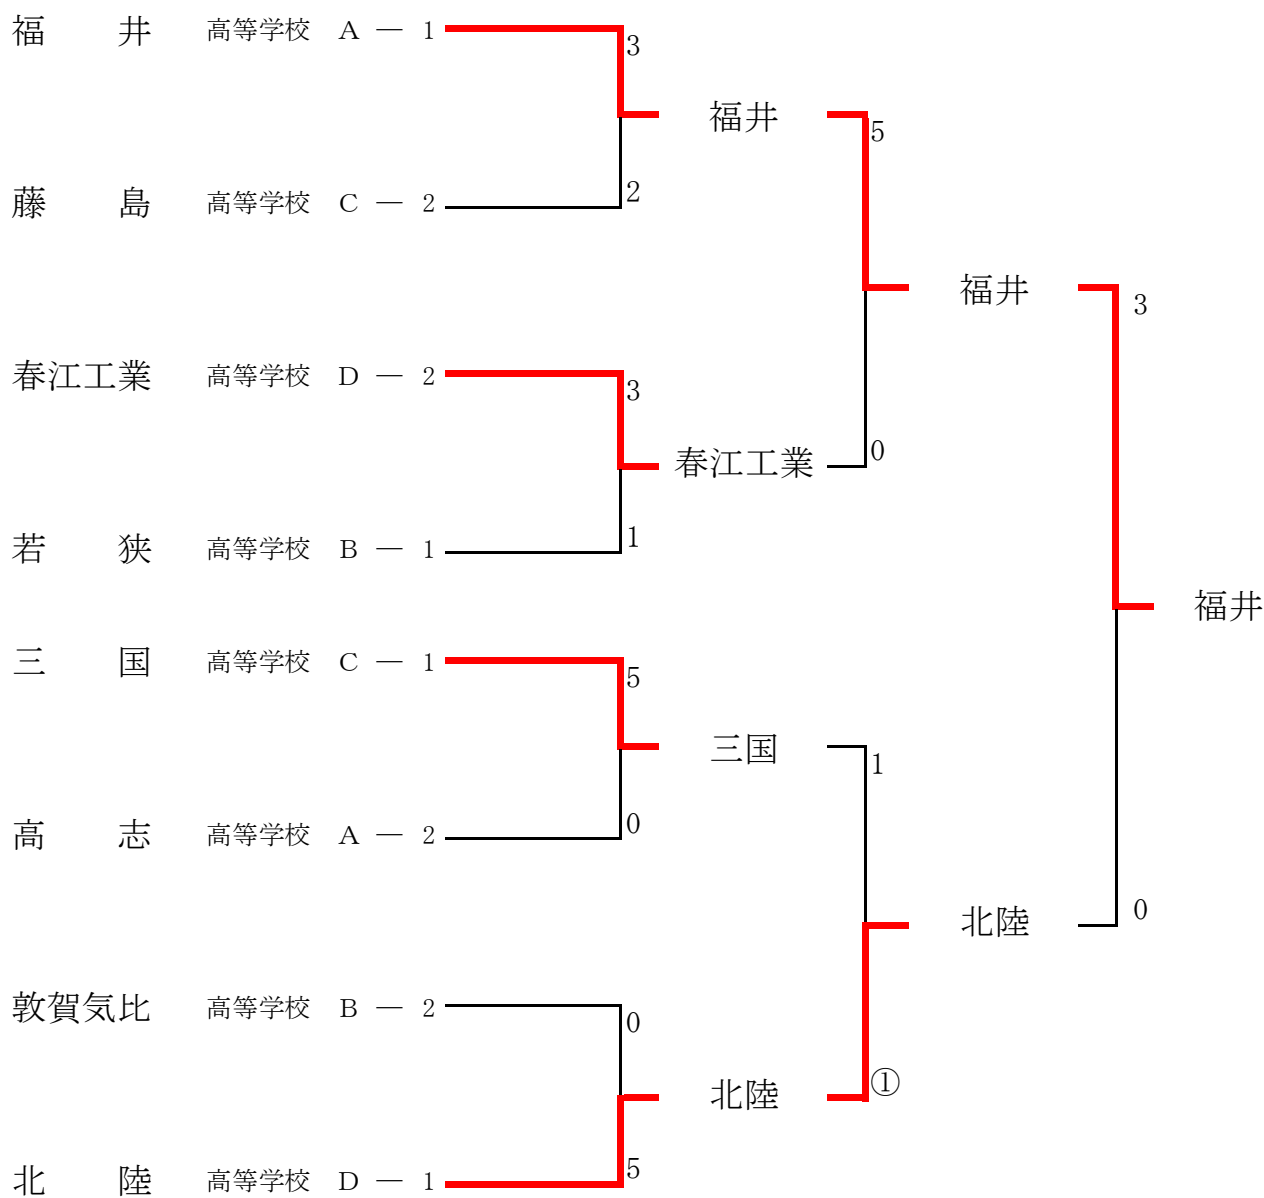 福　井 高等学校 A － 1
3
福井
5
2
藤　島 高等学校 C － 2
福井
3
春江工業 高等学校 D － 2
3
春江工業
0
1
若　狭 高等学校 B － 1
福井
三　国 高等学校 C － 1
5
三国
1
0
高　志 高等学校 A － 2
北陸
0
敦賀気比 高等学校 B － 2
0
北陸
①
5
北　陸 高等学校 D － 1